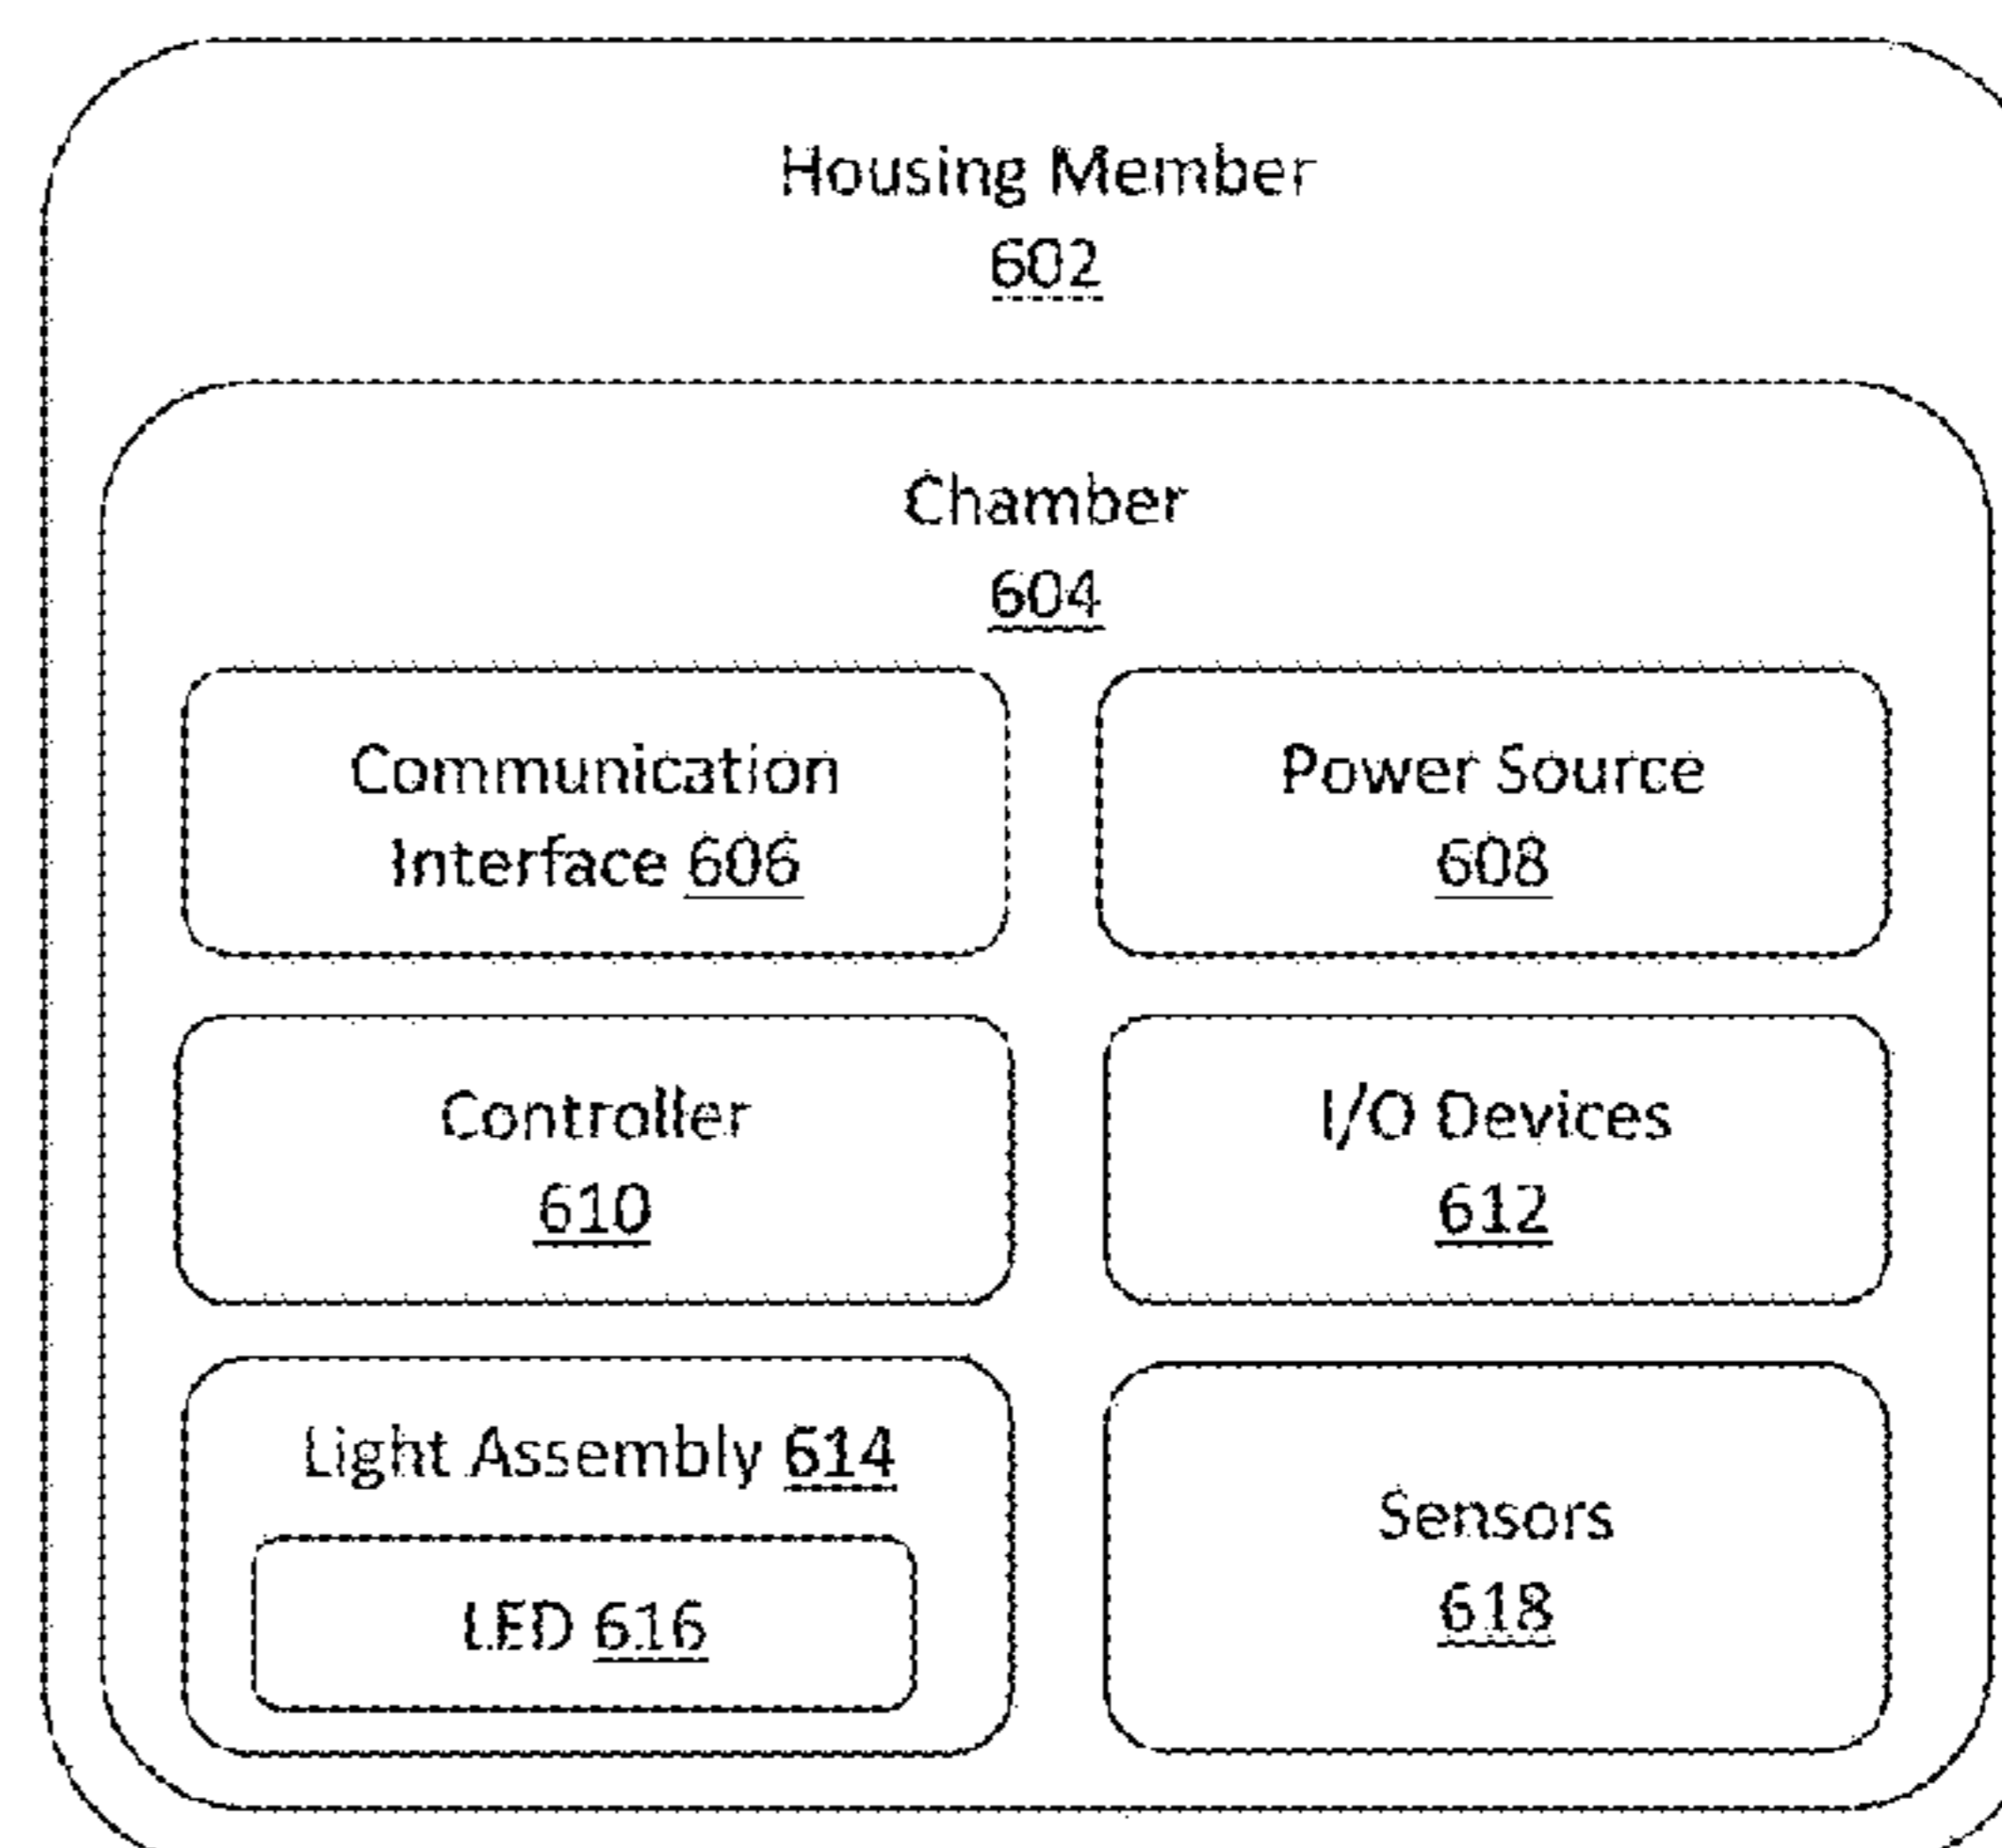 Housing Member
602
Chamber
604
Communication
Interface 606
Power Source
608
Controller
610
I/O Devices
612
Light Assembly 614
LED 616
Sensors
618